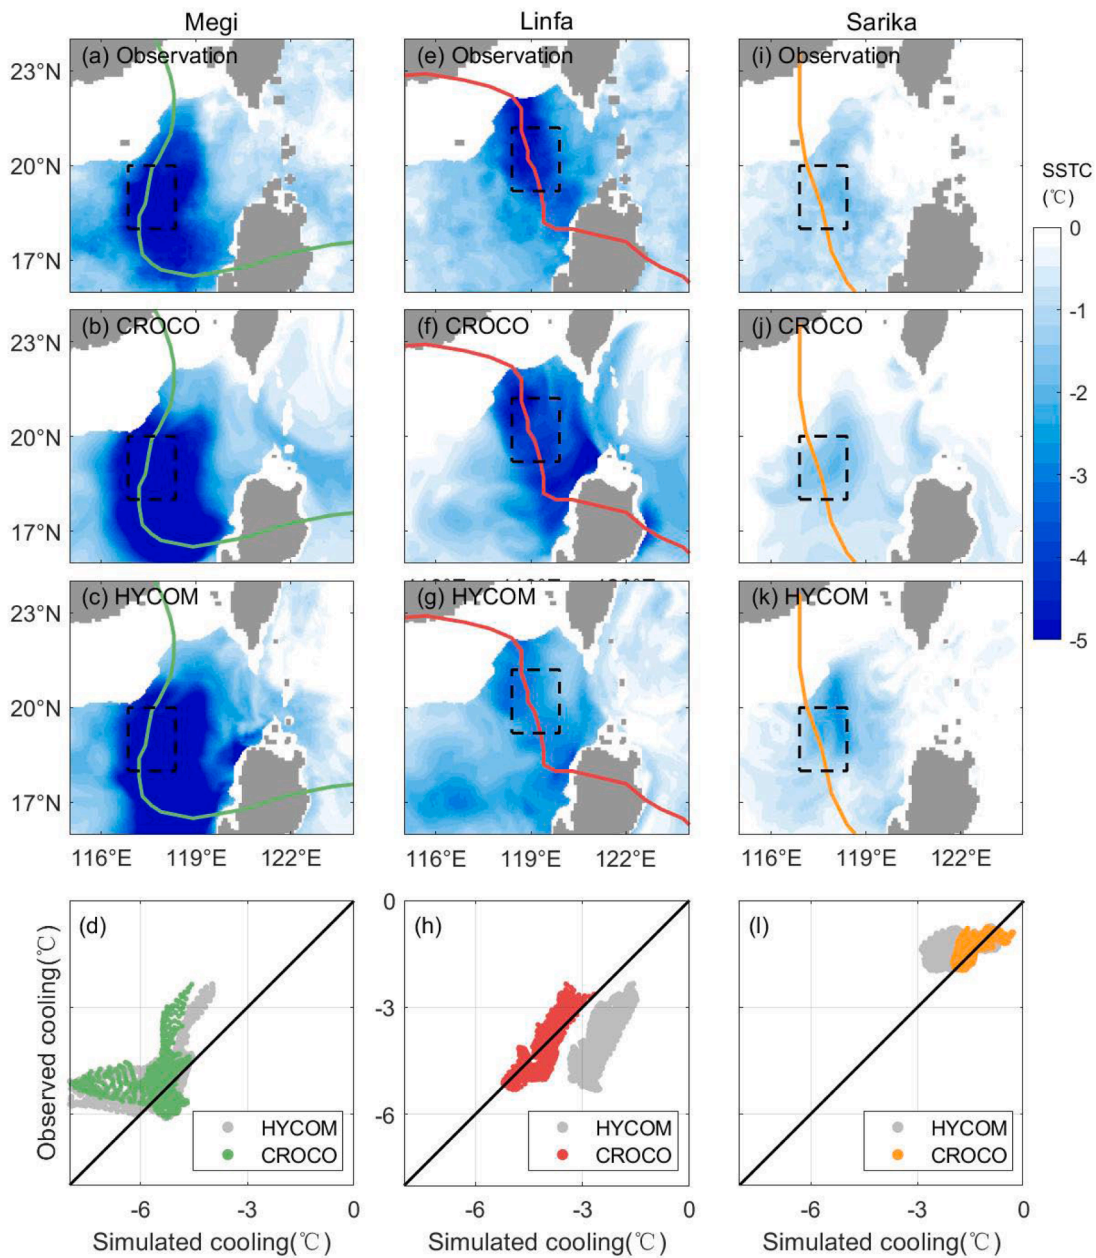 Megi
Linfa
Sarika
(a) Observation
(e) Observation
(i) Observation
23°N
20°N
17°N
SSTC
(℃)
0
-1
-2
-3
-4
-5
(b) CROCO
(f) CROCO
(j) CROCO
23°N
20°N
17°N
(c) HYCOM
(g) HYCOM
(k) HYCOM
23°N
20°N
17°N
116°E 119°E 122°E
116°E 119°E 122°E
116°E 119°E 122°E
(d)
(h)
(l)
0
-3
-6
Observed cooling(℃)
HYCOM
CROCO
HYCOM
CROCO
HYCOM
CROCO
-6 -3 0
-6 -3 0
-6 -3 0
Simulated cooling(℃)
Simulated cooling(℃)
Simulated cooling(℃)